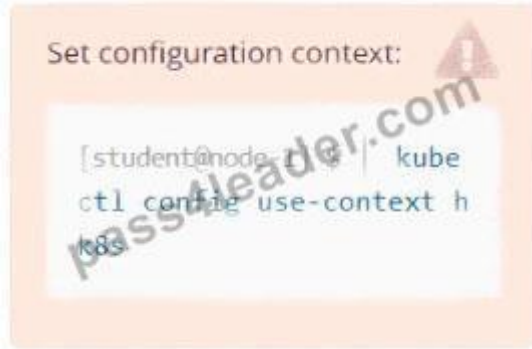 Set configuration context:
[student@node-1] $ | kube
ctl config use-context h
k8s
pass4leader.com